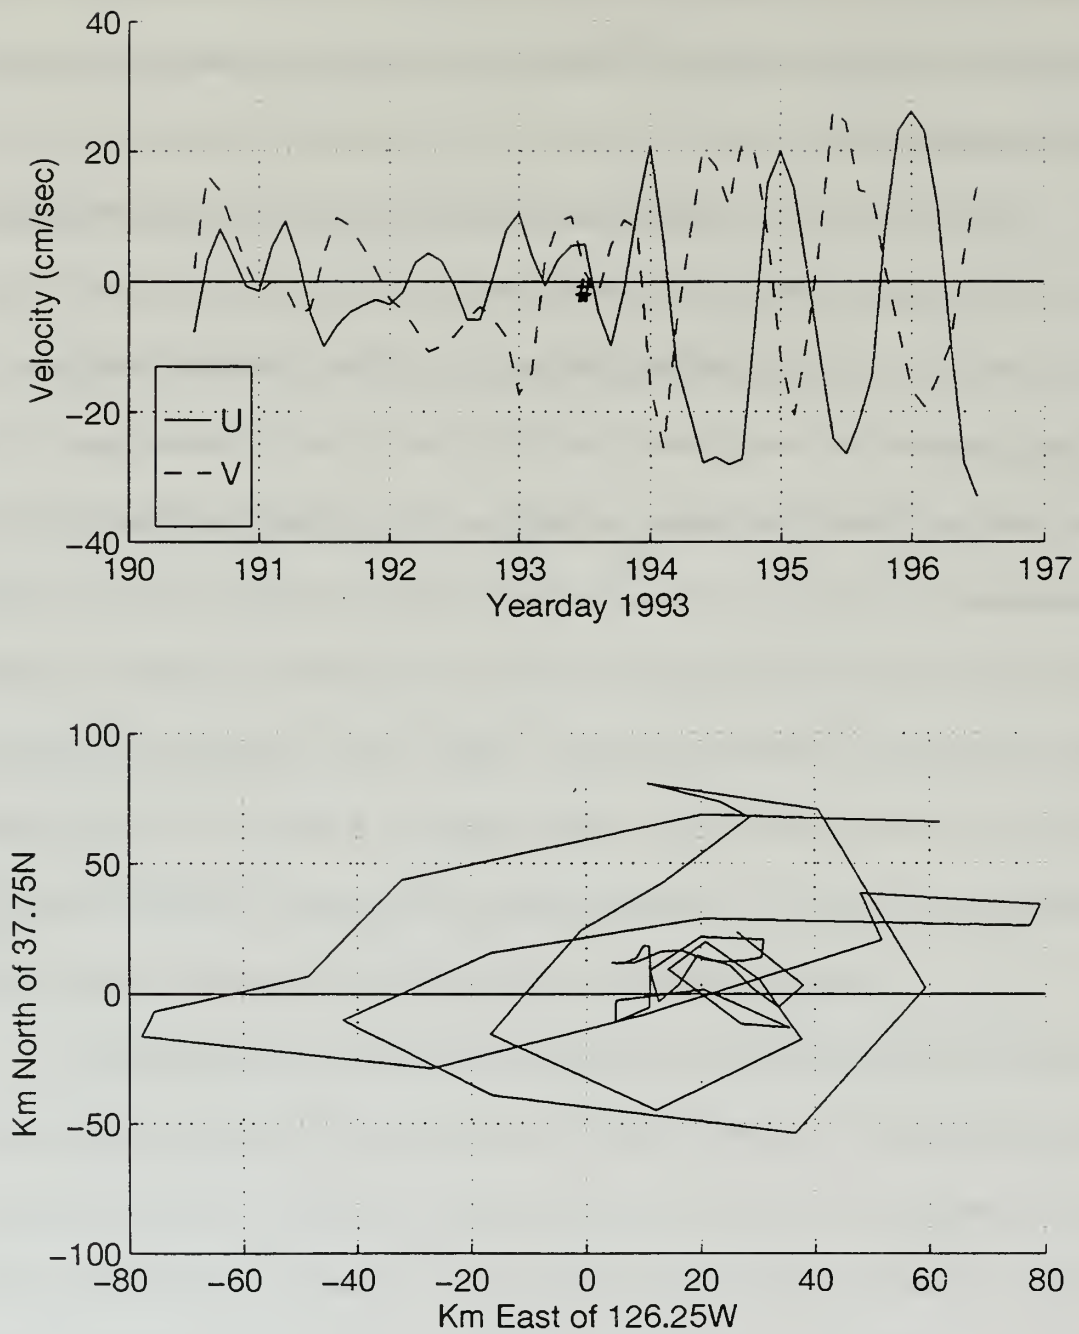 40
20
0
−20
−40
Velocity (cm/sec)
#
U
V
190 191 192 193 194 195 196 197
Yearday 1993
100
50
0
−50
−100
Km North of 37.75N
−80 −60 −40 −20 0 20 40 60 80
Km East of 126.25W